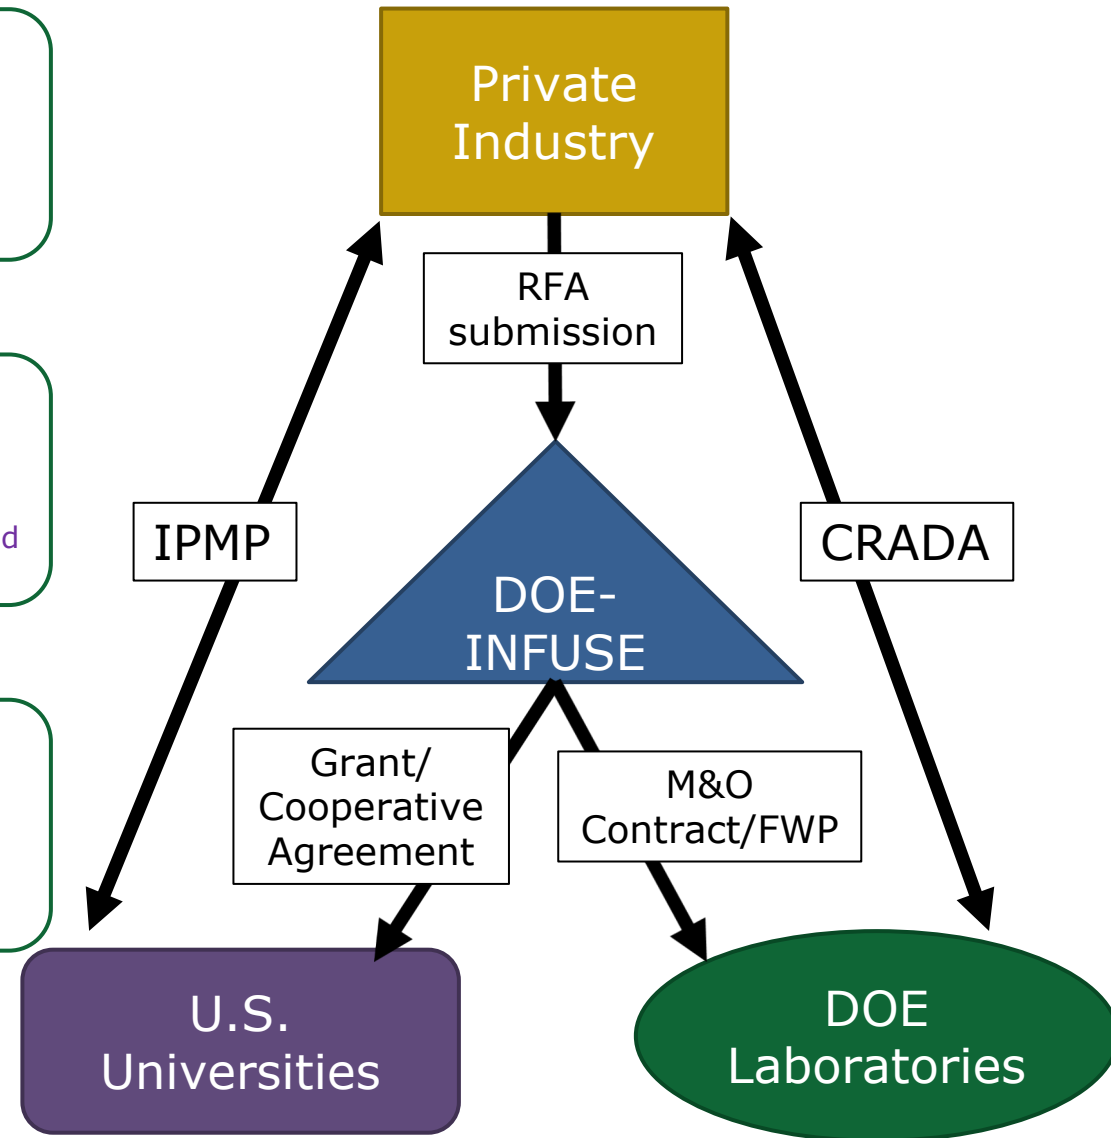 Private
Industry
RFA
submission
d
IPMP
CRADA
DOE-
INFUSE
Grant/
Cooperative
Agreement
M&O
Contract/FWP
U.S.
Universities
DOE
Laboratories